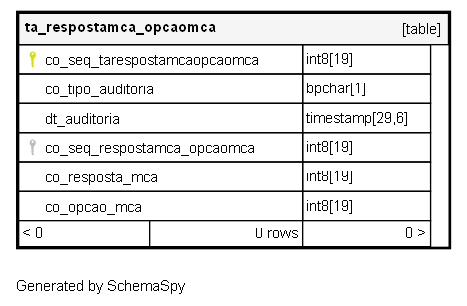 ta_respostamca_opcaomca [table]
co_seq_tarespostamcaopcaomca int8[19]
co_tipo_auditoria bpchar[1]
dt_auditoria timestamp[29,6]
co_seq_respostamca_opcaomca int8[19]
co_resposta_mca int8[19]
co_opcao_mca int8[19]
< 0 0 rows 0 >
Generated by SchemaSpy